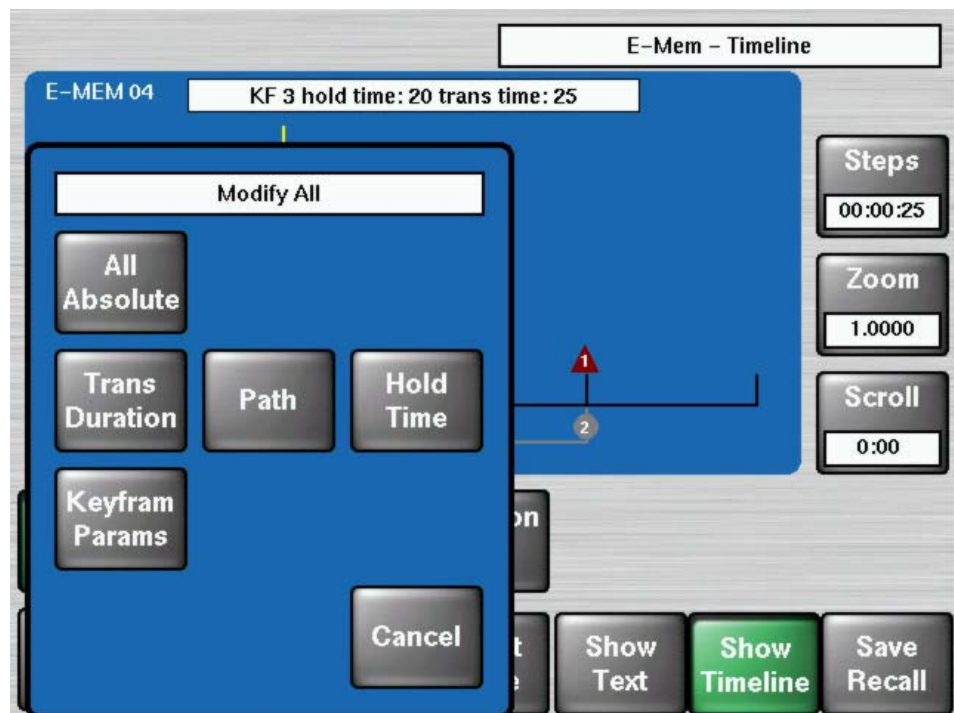 E-Mem - Timeline
E-MEM 04
KF 3 hold time: 20 trans time: 25
Steps
00:00:25
Modify All
All
Absolute
Zoom
1.0000
1
Trans
Duration
Path
Hold
Time
Scroll
0:00
2
Keyfram
Params
on
Cancel
t
Show
Text
Show
Timeline
Save
Recall